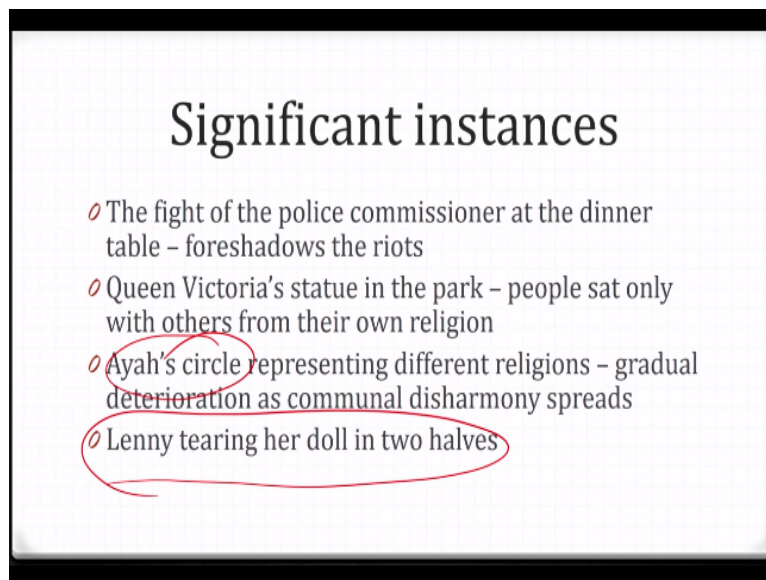 Significant instances
The fight of the police commissioner at the dinner
table – foreshadows the riots
Queen Victoria's statue in the park – people sat only
with others from their own religion
Ayah's circle representing different religions – gradual
deterioration as communal disharmony spreads
Lenny tearing her doll in two halves